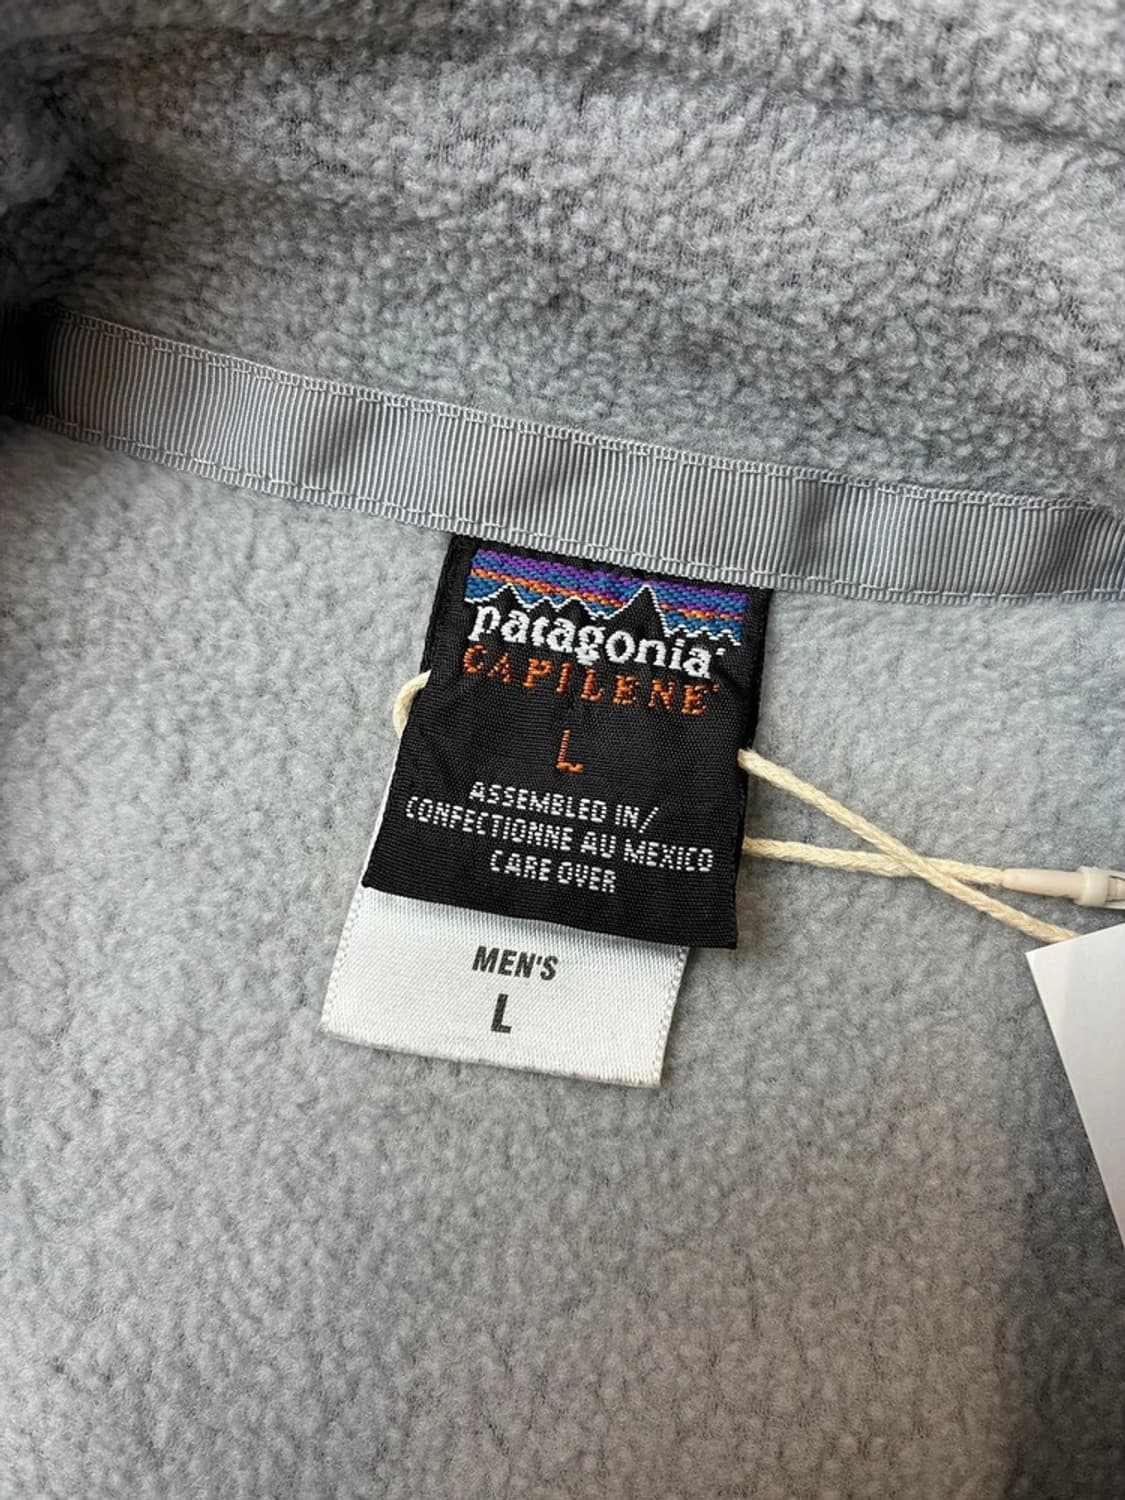 patagonia®
CAPILENE®
L
ASSEMBLED IN/
CONFECTIONNE AU MEXICO
CARE OVER
MEN'S
L